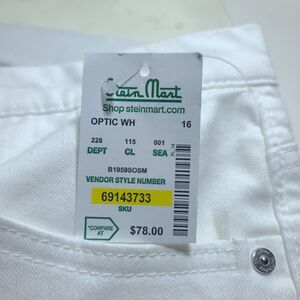 Stein Mart
Shop steinmart.com
OPTIC WH 16
228 115 001
DEPT CL SEA
B1959SOSM
VENDOR STYLE NUMBER
69143733
SKU
"COMPARE AT
$78.00